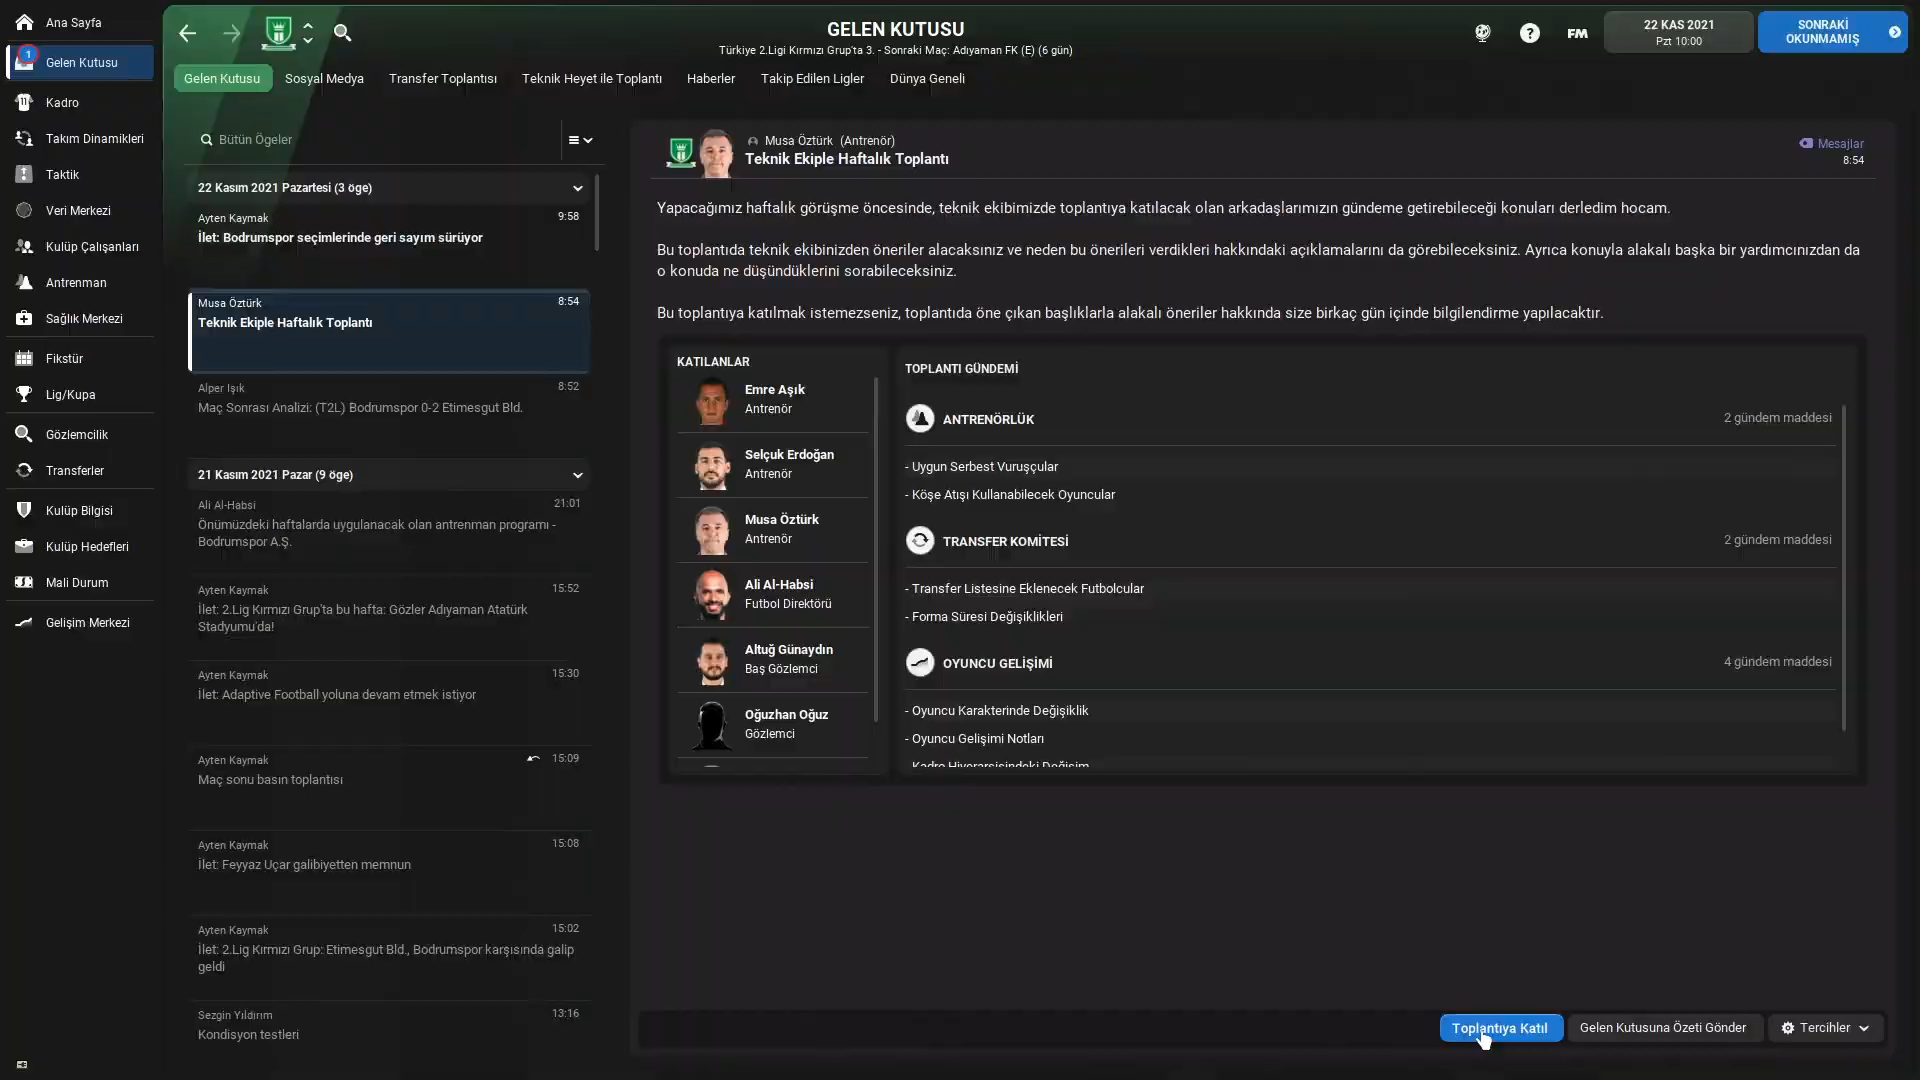 Ana Sayfa
1
Gelen Kutusu
Kadro
Takım Dinamikleri
Taktik
Veri Merkezi
Kulüp Çalışanları
Antrenman
Sağlık Merkezi
Fikstür
Lig/Kupa
Gözlemcilik
Transferler
Kulüp Bilgisi
Kulüp Hedefleri
Mali Durum
Gelişim Merkezi
GELEN KUTUSU
Türkiye 2.Ligi Kırmızı Grup'ta 3. - Sonraki Maç: Adıyaman FK (E) (6 gün)
FM
22 KAS 2021
Pzt 10:00
SONRAKİ
OKUNMAMIŞ
Gelen Kutusu
Sosyal Medya
Transfer Toplantısı
Teknik Heyet ile Toplantı
Haberler
Takip Edilen Ligler
Dünya Geneli
Bütün Ögeler
22 Kasım 2021 Pazartesi (3 öge)
Ayten Kaymak 9:58
İlet: Bodrumspor seçimlerinde geri sayım sürüyor
Musa Öztürk 8:54
Teknik Ekiple Haftalık Toplantı
Alper Işık 8:52
Maç Sonrası Analizi: (T2L) Bodrumspor 0-2 Etimesgut Bld.
21 Kasım 2021 Pazar (9 öge)
Ali Al-Habsi 21:01
Önümüzdeki haftalarda uygulanacak olan antrenman programı -
Bodrumspor A.Ş.
Ayten Kaymak 15:52
İlet: 2.Lig Kırmızı Grup'ta bu hafta: Gözler Adıyaman Atatürk
Stadyumu'da!
Ayten Kaymak 15:30
İlet: Adaptive Football yoluna devam etmek istiyor
Ayten Kaymak 15:09
Maç sonu basın toplantısı
Ayten Kaymak 15:08
İlet: Feyyaz Uçar galibiyetten memnun
Ayten Kaymak 15:02
İlet: 2.Lig Kırmızı Grup: Etimesgut Bld., Bodrumspor karşısında galip
geldi
Sezgin Yıldırım 13:16
Kondisyon testleri
Musa Öztürk (Antrenör)
Teknik Ekiple Haftalık Toplantı
Mesajlar
8:54
Yapacağımız haftalık görüşme öncesinde, teknik ekibimizde toplantıya katılacak olan arkadaşlarımızın gündeme getirebileceği konuları derledim hocam.
Bu toplantıda teknik ekibinizden öneriler alacaksınız ve neden bu önerileri verdikleri hakkındaki açıklamalarını da görebileceksiniz. Ayrıca konuyla alakalı başka bir yardımcınızdan da
o konuda ne düşündüklerini sorabileceksiniz.
Bu toplantıya katılmak istemezseniz, toplantıda öne çıkan başlıklarla alakalı öneriler hakkında size birkaç gün içinde bilgilendirme yapılacaktır.
KATILANLAR
Emre Aşık
Antrenör
Selçuk Erdoğan
Antrenör
Musa Öztürk
Antrenör
Ali Al-Habsi
Futbol Direktörü
Altuğ Günaydın
Baş Gözlemci
Oğuzhan Oğuz
Gözlemci
TOPLANTI GÜNDEMİ
ANTRENÖRLÜK 2 gündem maddesi
- Uygun Serbest Vuruşçular
- Köşe Atışı Kullanabilecek Oyuncular
TRANSFER KOMİTESİ 2 gündem maddesi
- Transfer Listesine Eklenecek Futbolcular
- Forma Süresi Değişiklikleri
OYUNCU GELİŞİMİ 4 gündem maddesi
- Oyuncu Karakterinde Değişiklik
- Oyuncu Gelişimi Notları
- Kadro Hiyerarşisindeki Değişim
Toplantıya Katıl
Gelen Kutusuna Özeti Gönder
Tercihler